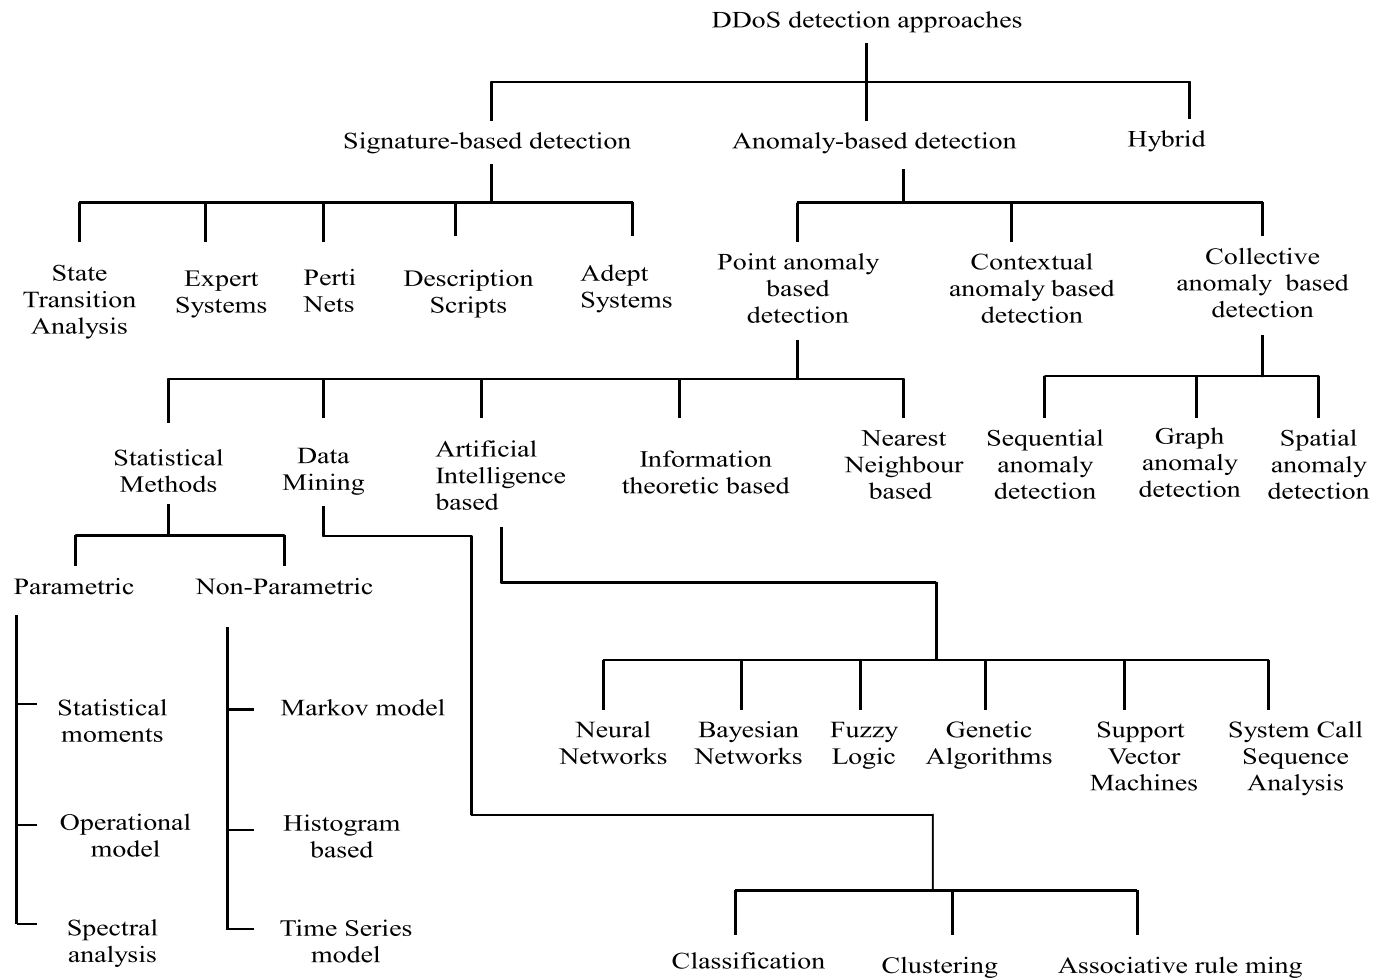 DDoS detection approaches
Signature-based detection
Anomaly-based detection
Hybrid
State
Transition
Analysis
Expert
Systems
Perti
Nets
Description
Scripts
Adept
Systems
Point anomaly
based
detection
Contextual
anomaly based
detection
Collective
anomaly based
detection
Statistical
Methods
Data
Mining
Artificial
Intelligence
based
Information
theoretic based
Nearest
Neighbour
based
Sequential
anomaly
detection
Graph
anomaly
detection
Spatial
anomaly
detection
Parametric
Non-Parametric
Statistical
moments
Operational
model
Spectral
analysis
Markov model
Histogram
based
Time Series
model
Neural
Networks
Bayesian
Networks
Fuzzy
Logic
Genetic
Algorithms
Support
Vector
Machines
System Call
Sequence
Analysis
Classification
Clustering
Associative rule ming